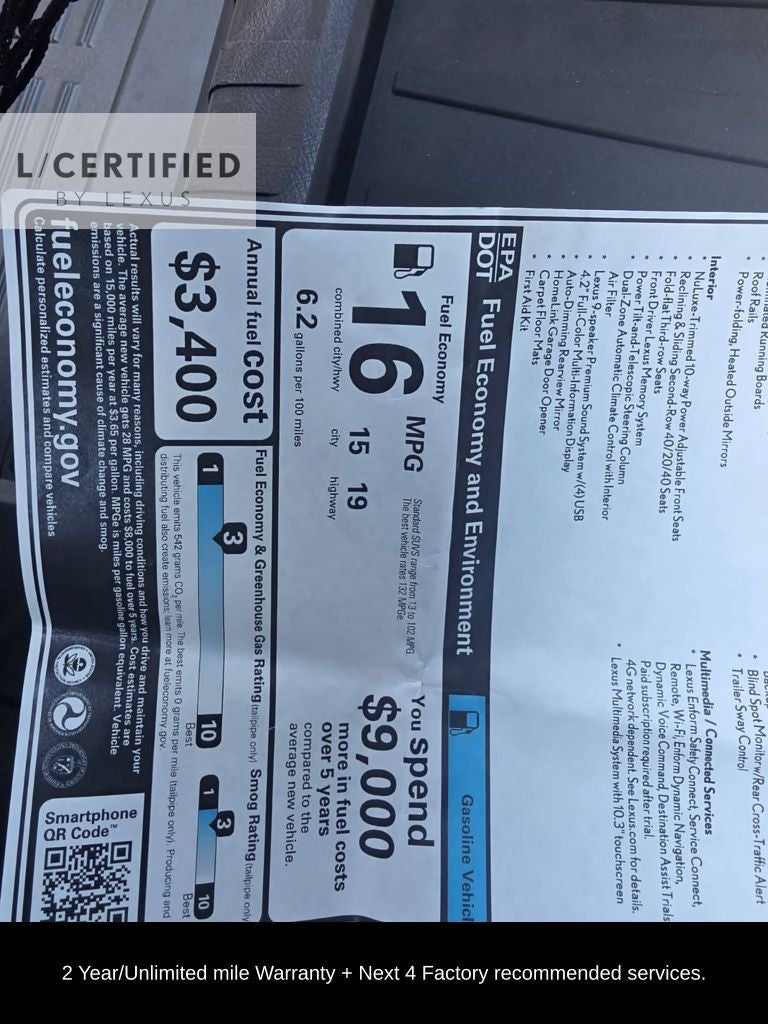 L/CERTIFIED
BY LEXUS
Running Boards
• Roof Rails
• Power-folding, Heated Outside Mirrors
Interior
• NuLuxe-Trimmed 10-way Power Adjustable Front Seats
• Reclining & Sliding Second-Row 40/20/40 Seats
• Fold-flat Third-row Seats
• Front Driver Lexus Memory System
• Power Tilt-and-Telescopic Steering Column
• Dual-Zone Automatic Climate Control with Interior
Air Filter
• Lexus 9-speaker Premium Sound System w/(4) USB
• 4.2" Full-Color Multi-Information Display
• Auto-Dimming Rearview Mirror
• HomeLink Garage Door Opener
• Carpet Floor Mats
• First Aid Kit
• Blind Spot Monitor w/Rear Cross-Traffic Alert
• Trailer Sway Control
Multimedia / Connected Services
• Lexus Enform Safety Connect, Service Connect,
Remote, Wi-Fi, Enform Dynamic Navigation,
Dynamic Voice Command, Destination Assist Trials
Paid subscription required after trial.
4G network dependent. See Lexus.com for details.
• Lexus Multimedia System with 10.3" touchscreen
EPA
DOT
Fuel Economy and Environment
Gasoline Vehicl
Fuel Economy
16 MPG
combined city/hwy
15
city
19
highway
6.2 gallons per 100 miles
Standard SUVS range from 13 to 102 MPG.
The best vehicle rates 132 MPGe.
You spend
$9,000
more in fuel costs
over 5 years
compared to the
average new vehicle.
Annual fuel cost
$3,400
Fuel Economy & Greenhouse Gas Rating (tailpipe only)
3
1
10
Best
Smog Rating (tailpipe only
3
1
10
Best
This vehicle emits 542 grams CO2 per mile. The best emits 0 grams per mile (tailpipe only). Producing and
distributing fuel also create emissions; learn more at fueleconomy.gov.
Actual results will vary for many reasons, including driving conditions and how you drive and maintain your
vehicle. The average new vehicle gets 28 MPG and costs $8,000 to fuel over 5 years. Cost estimates are
based on 15,000 miles per year at $3.65 per gallon. MPGe is miles per gasoline gallon equivalent. Vehicle
emissions are a significant cause of climate change and smog.
fueleconomy.gov
Calculate personalized estimates and compare vehicles
Smartphone
QR Code™
2 Year/Unlimited mile Warranty + Next 4 Factory recommended services.